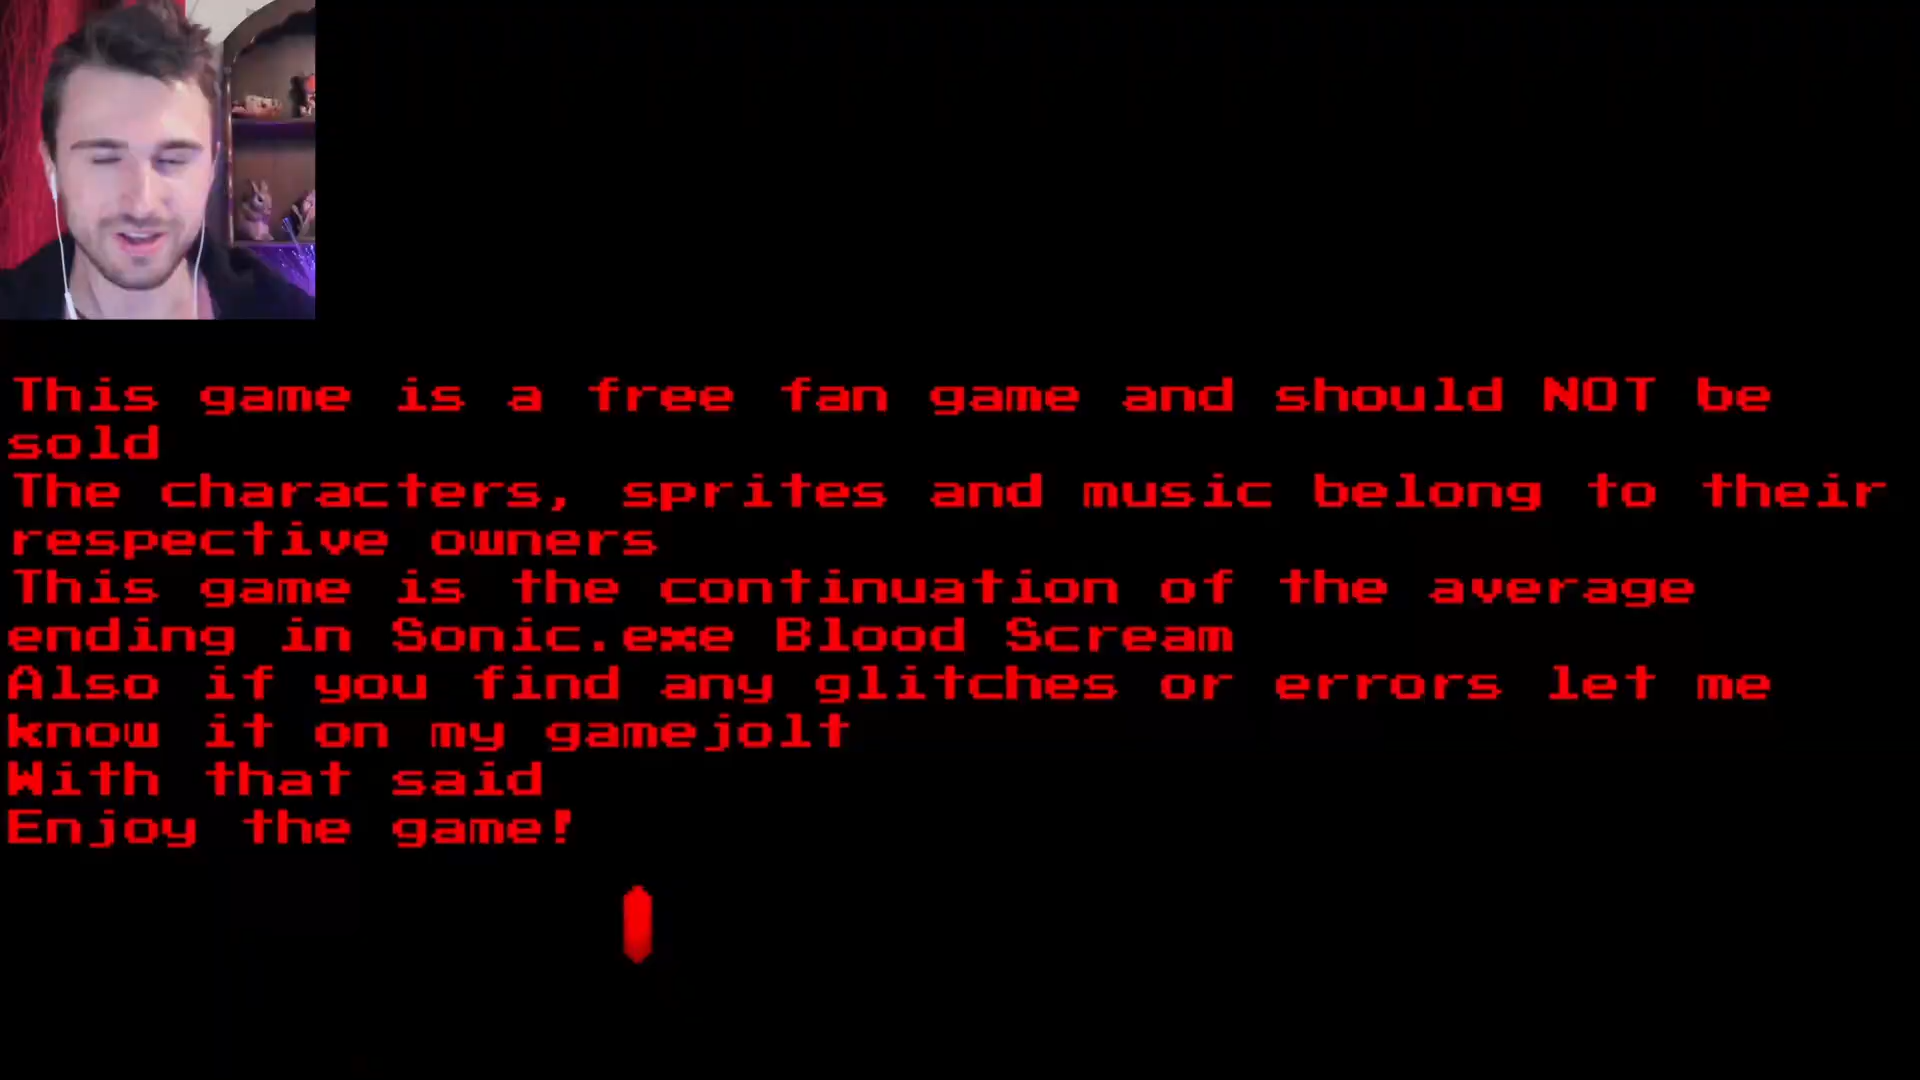 This game is a free fan game and should NOT be
sold
The characters, sprites and music belong to their
respective owners
This game is the continuation of the average
ending in Sonic.exe Blood Scream
Also if you find any glitches or errors let me
know it on my gamejolt
With that said
Enjoy the game!